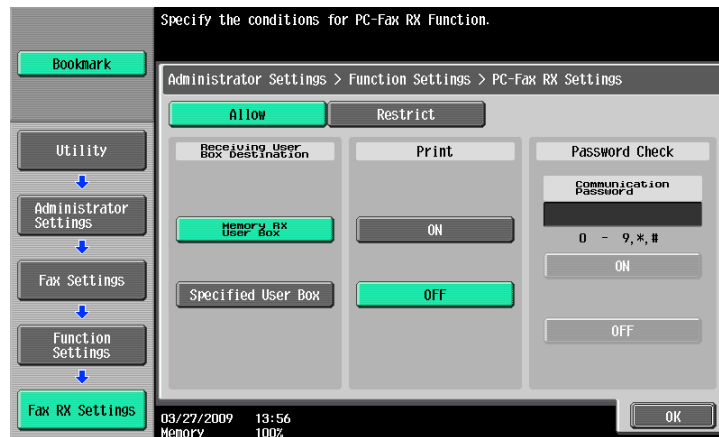 Specify the conditions for PC-Fax RX Function.
Bookmark
Administrator Settings > Function Settings > PC-Fax RX Settings
Allow
Restrict
Utility
Administrator
Settings
Fax Settings
Function
Settings
Fax RX Settings
Receiving User
Box Destination
Memory RX
User Box
Specified User Box
Print
ON
OFF
Password Check
Communication
Password
0 - 9,*,#
ON
OFF
03/27/2009 13:56
Memory 100%
OK